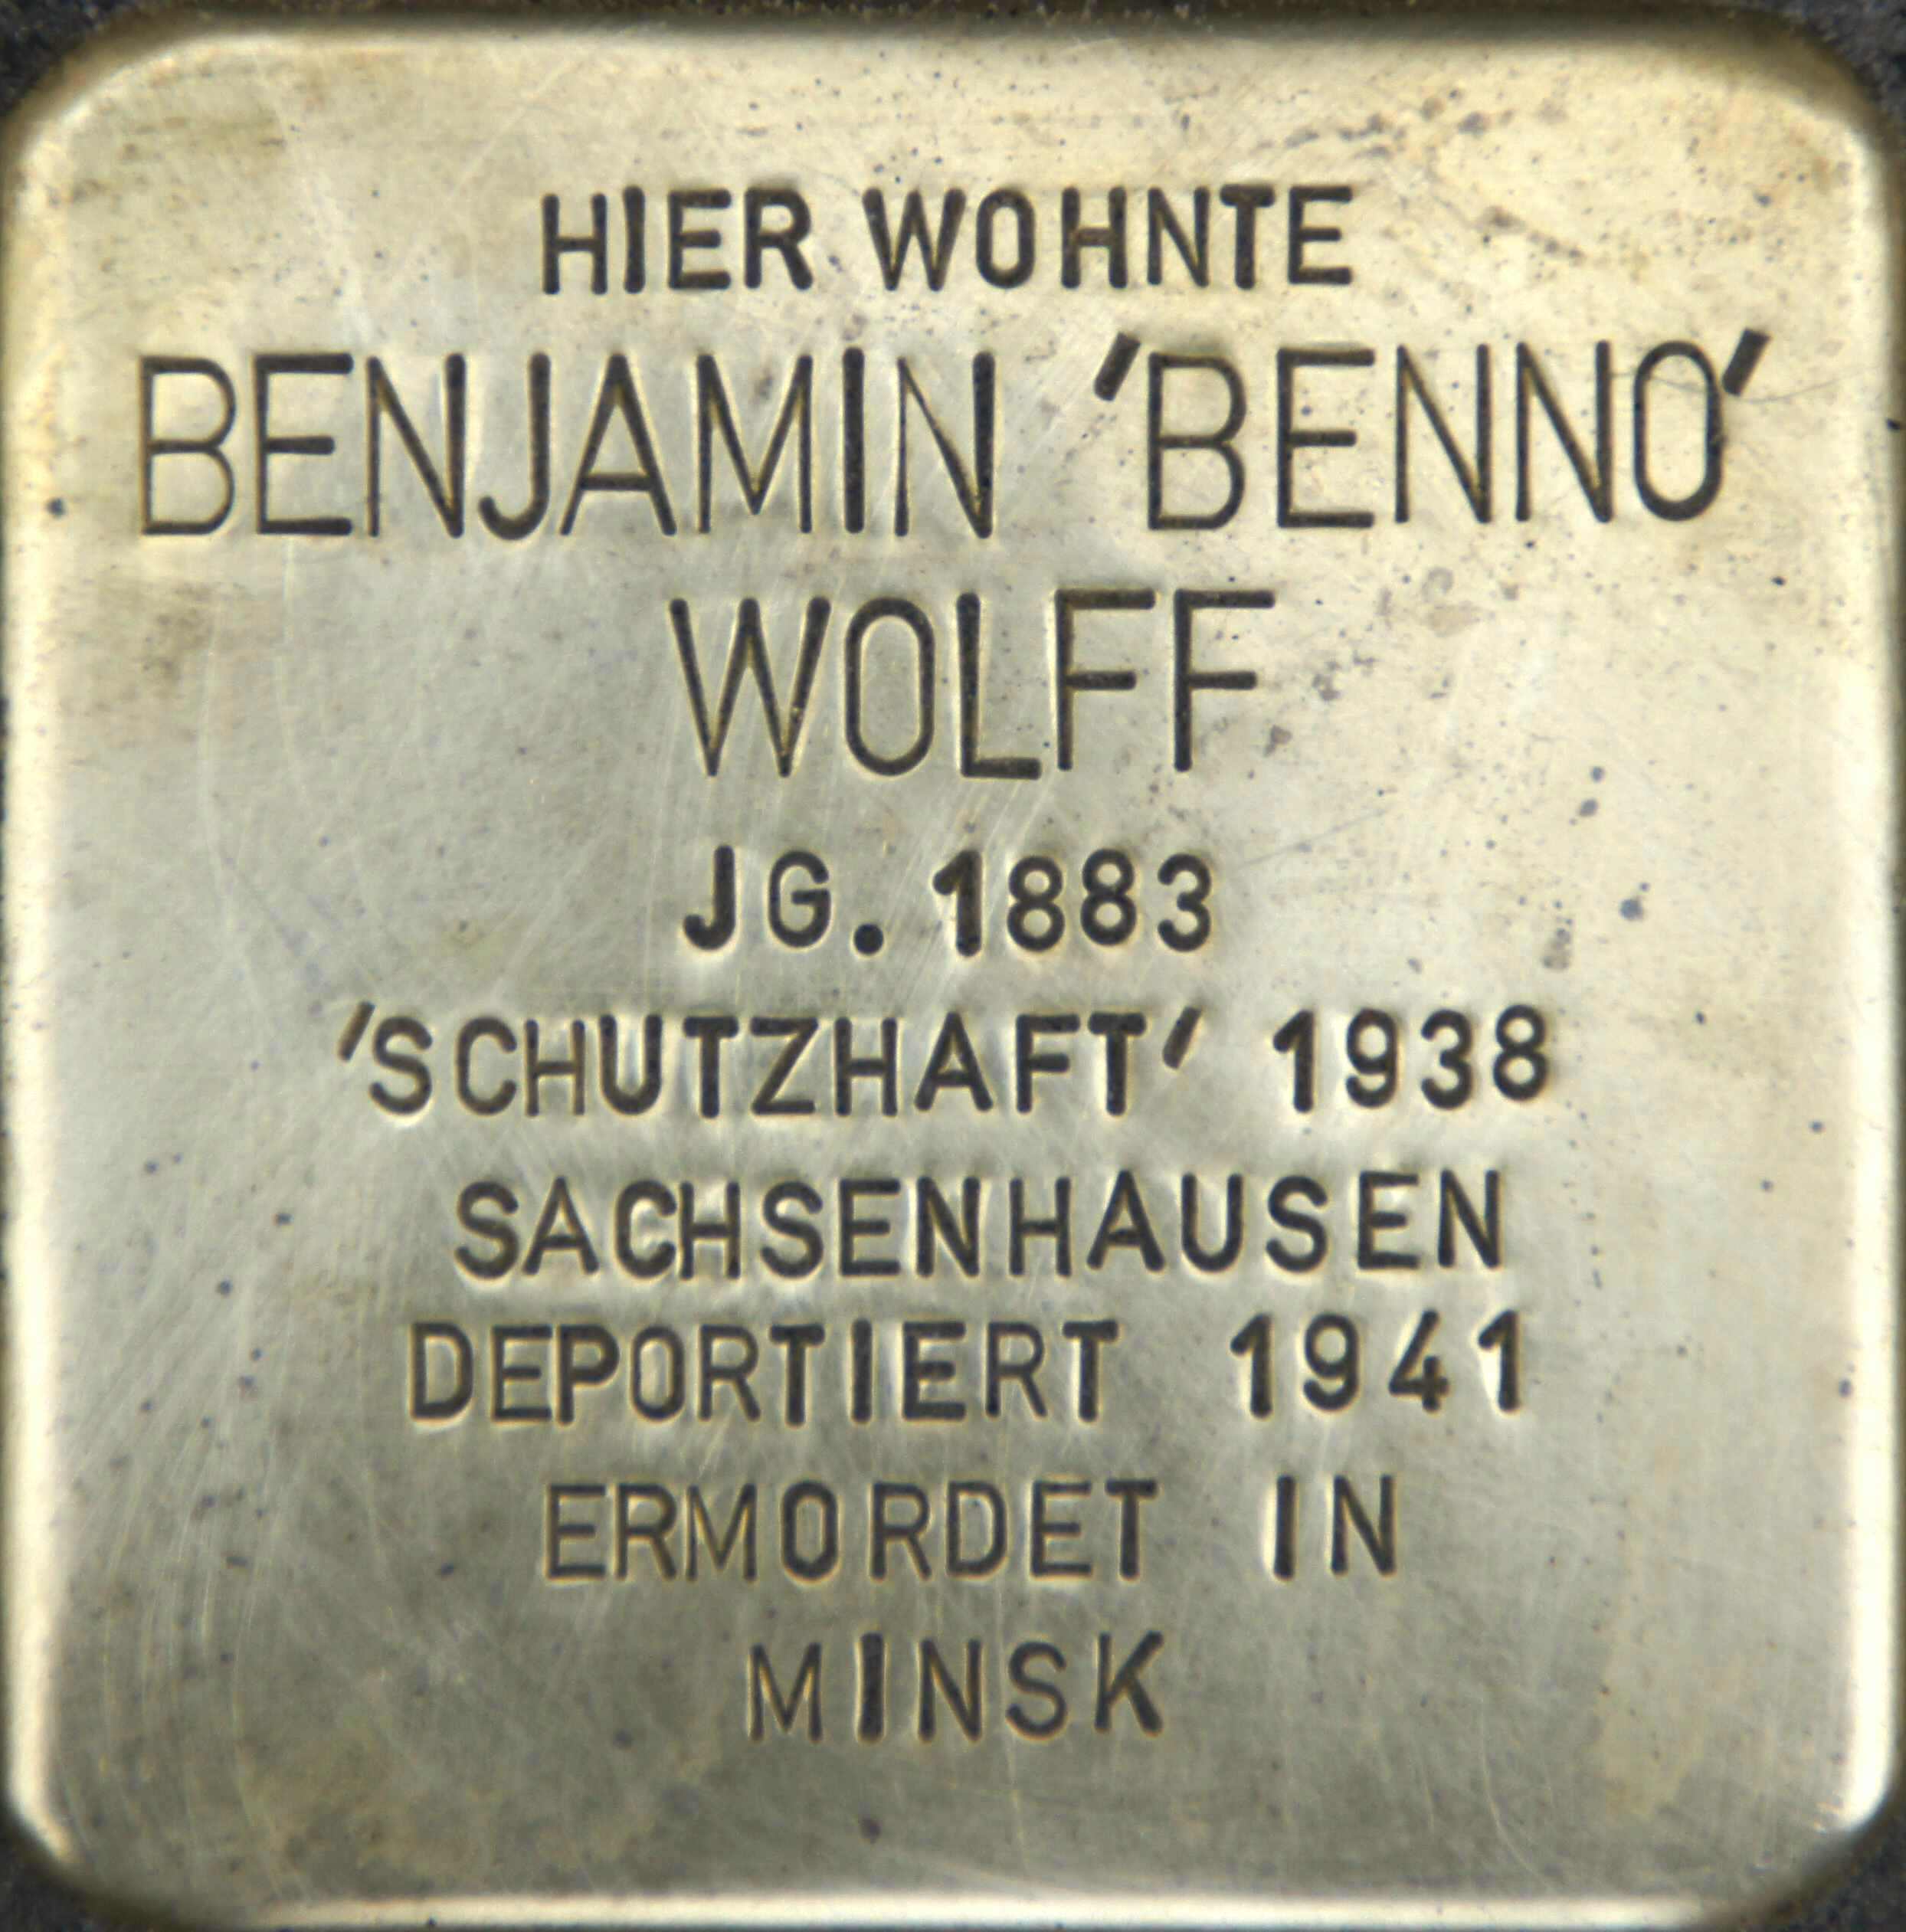 HIER WOHNTE
BENJAMIN 'BENNO'
WOLFF
JG. 1883
'SCHUTZHAFT' 1938
SACHSENHAUSEN
DEPORTIERT 1941
ERMORDET IN
MINSK